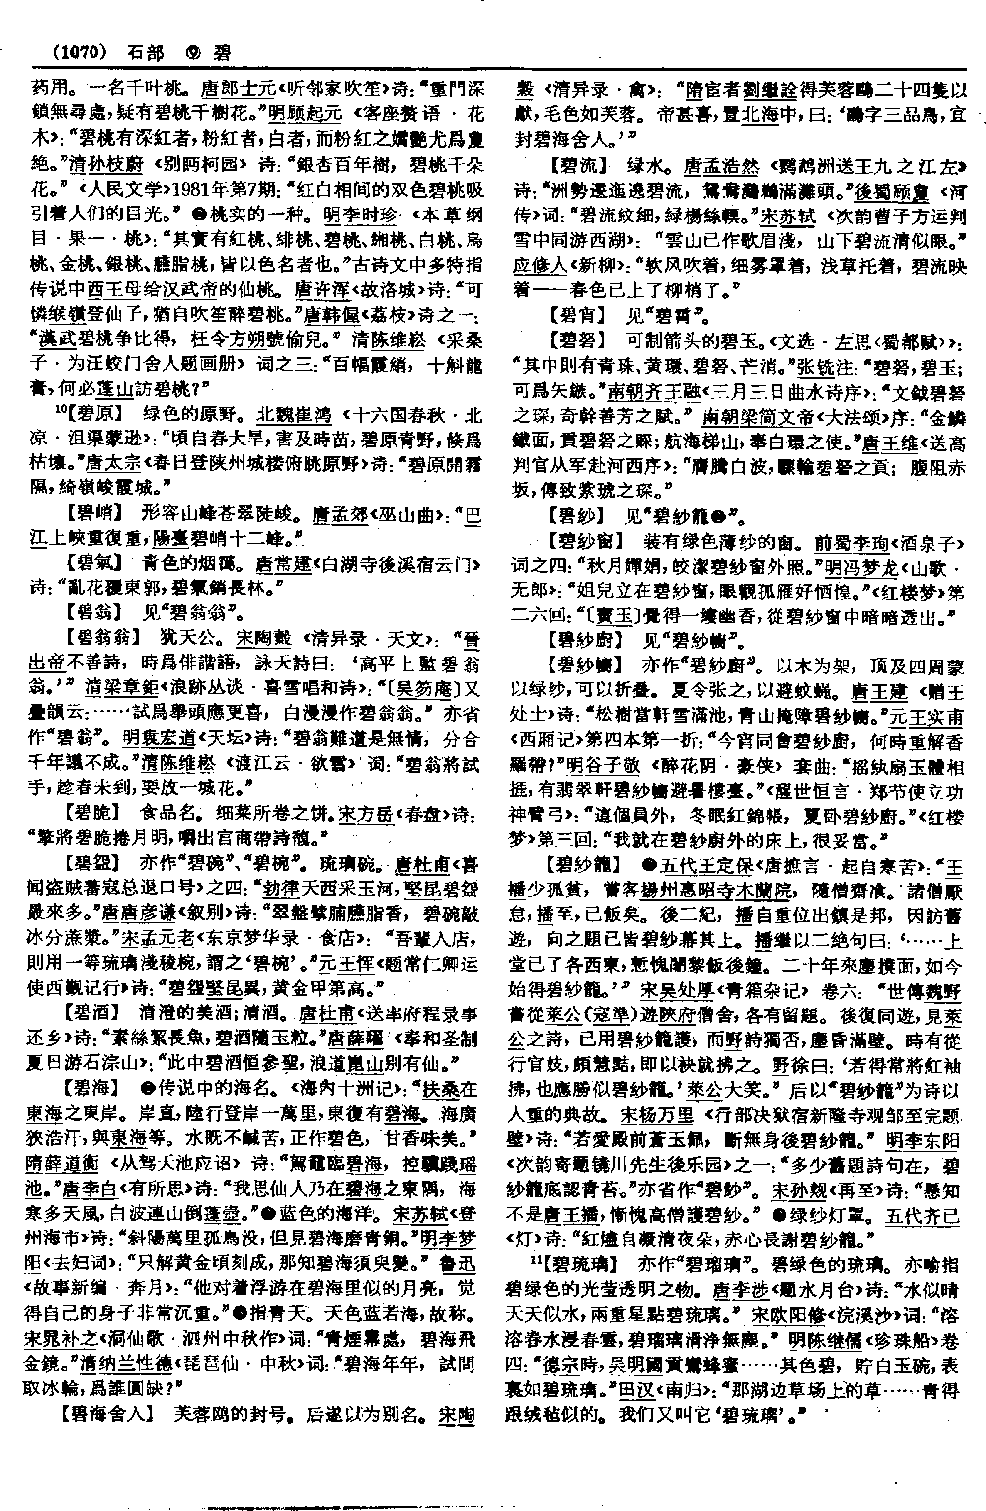 (1070) 石部 ⑨ 碧
药用。一名千叶桃。唐郎士元《听邻家吹笙》诗：“重門深
鎖無尋處，疑有碧桃千樹花。”明顾起元《客座赘语·花
木》：“碧桃有深紅者，粉紅者，白者，而粉紅之嬌艷尤爲重
绝。”清孙枝蔚《别兩柯园》诗：“銀杏百年樹，碧桃千朵
花。”《人民文学》1981年第7期：“红白相间的双色碧桃吸
引着人们的目光。”❷桃实的一种。明李时珍《本草纲
目·果一·桃》：“其實有紅桃、緋桃、碧桃、緗桃、白桃、烏
桃、金桃、銀桃、胭脂桃，皆以色名者也。”古诗文中多特指
传说中西王母给汉武帝的仙桃。唐许浑《故洛城》诗：“可
憐緱嶺登仙子，猶自吹笙醉碧桃。”唐韩偓《荔枝》诗之一：
“漢武碧桃争比得，枉令方朔號偷兒。”清陈维崧《采桑
子·为汪蛟门舍人题画册》词之三：“百幅霞綃，十斛龍
膏，何必蓬山訪碧桃？”
¹⁰【碧原】 绿色的原野。北魏崔鸿《十六国春秋·北
凉·沮渠蒙逊》：“頃自春大旱，害及時苗，碧原青野，倏爲
枯壤。”唐太宗《春日登陕州城楼俯眺原野》诗：“碧原開霧
隰，綺嶺峻霞城。”
【碧峭】 形容山峰苍翠陡峻。唐孟郊《巫山曲》：“巴
江上峽重復重，陽臺碧峭十二峰。”
【碧氣】 青色的烟霭。唐常建《白湖寺後溪宿云门》
诗：“亂花覆東郭，碧氣銷長林。”
【碧翁】 见“碧翁翁”。
【碧翁翁】 犹天公。宋陶穀《清异录·天文》：“晉
出帝不善詩，時爲俳諧語，詠天詩曰：‘高平上監碧翁
翁。’”清梁章鉅《浪跡丛谈·喜雪唱和诗》：“〔吴笏庵〕又
疊韻云：……試爲舉頭應更喜，白漫漫作碧翁翁。”亦省
作“碧翁”。明袁宏道《天坛》诗：“碧翁雖道是無情，分合
千年議不成。”清陈维崧《渡江云·欲雪》词：“碧翁將試
手，趁春未到，耍放一城花。”
【碧脆】 食品名。细菜所卷之饼。宋方岳《春盘》诗：
“擎將碧脆捲月明，嚼出宫商帶詩馥。”
【碧盌】 亦作“碧碗”、“碧椀”。琉璃碗。唐杜甫《喜
闻盗贼蕃寇总退口号》之四：“勃律天西采玉河，堅昆碧盌
最來多。”唐唐彦谦《叙别》诗：“翠盤擘脯臙脂香，碧碗敲
冰分蔗漿。”宋孟元老《东京梦华录·食店》：“吾輩入店，
則用一等琉璃淺稜椀，謂之‘碧椀’。”元王恽《题常仁卿运
使西覲记行》诗：“碧盌堅昆異，黄金甲第高。”
【碧酒】 清澄的美酒；清酒。唐杜甫《送率府程录事
还乡》诗：“素絲絜長魚，碧酒隨玉粒。”唐薛曜《奉和圣制
夏日游石淙山》：“此中碧酒恒參聖，浪道崑山别有仙。”
【碧海】 ❶传说中的海名。《海内十洲记》：“扶桑在
東海之東岸。岸直，陸行登岸一萬里，東復有碧海。海廣
狹浩汗，與東海等。水既不鹹苦，正作碧色，甘香味美。”
隋薛道衡《从驾天池应诏》诗：“駕黿臨碧海，控驥踐瑶
池。”唐李白《有所思》诗：“我思仙人乃在碧海之東隅，海
寒多天風，白波連山倒蓬壺。”❷蓝色的海洋。宋苏轼《登
州海市》诗：“斜陽萬里孤鳥没，但見碧海磨青銅。”明李梦
阳《去妇词》：“只解黄金頃刻成，那知碧海須臾變。”鲁迅
《故事新编·奔月》：“他对着浮游在碧海里似的月亮，觉
得自己的身子非常沉重。”❸指青天。天色蓝若海，故称。
宋晁补之《洞仙歌·泗州中秋作》词：“青煙冪處，碧海飛
金鏡。”清纳兰性德《琵琶仙·中秋》词：“碧海年年，試問
取冰輪，爲誰圓缺？”
【碧海舍人】 芙蓉鸥的封号。后遂以为别名。宋陶
穀《清异录·禽》：“隋宦者劉繼詮得芙蓉鷗二十四隻以
獻，毛色如芙蓉。帝甚喜，置北海中，曰：‘鷗字三品鳥，宜
封碧海舍人。’”
【碧流】 绿水。唐孟浩然《鹦鹉洲送王九之江左》
诗：“洲勢逶迤遶碧流，鴛鴦鸂鶒滿灘頭。”後蜀顾敻《河
传》词：“碧流紋細，緑楊絲軟。”宋苏轼《次韵曹子方运判
雪中同游西湖》：“雲山已作歌眉淺，山下碧流清似眼。”
应修人《新柳》：“软风吹着，细雾罩着，浅草托着，碧流映
着——春色已上了柳梢了。”
【碧宵】 见“碧霄”。
【碧砮】 可制箭头的碧玉。《文选·左思〈蜀都赋〉》：
“其中則有青珠、黄環、碧砮、芒消。”张铣注：“碧砮，碧玉；
可爲矢鏃。”南朝齐王融《三月三日曲水诗序》：“文鉞碧砮
之琛，奇幹善芳之賦。”南朝梁简文帝《大法颂》序：“金鱗
鐵面，貢碧砮之賝；航海梯山，奉白環之使。”唐王维《送高
判官从军赴河西序》：“膺騰白波，驟輪碧砮之貢；腹阻赤
坂，傳致紫琥之琛。”
【碧紗】 见“碧紗籠❶”。
【碧紗窗】 装有绿色薄纱的窗。前蜀李珣《酒泉子》
词之四：“秋月嬋娟，皎潔碧紗窗外照。”明冯梦龙《山歌·
无郎》：“姐兒立在碧紗窗，眼觀孤雁好恓惶。”《红楼梦》第
二六回：“〔寶玉〕覺得一縷幽香，從碧紗窗中暗暗透出。”
【碧紗廚】 见“碧紗幮”。
【碧紗幮】 亦作“碧紗廚”。以木为架，顶及四周蒙
以绿纱，可以折叠。夏令张之，以避蚊蝇。唐王建《赠王
处士》诗：“松樹當軒雪滿池，青山掩障碧紗幮。”元王实甫
《西厢记》第四本第一折：“今宵同會碧紗廚，何時重解香
羅帶？”明谷子敬《醉花阴·豪侠》套曲：“摇紈扇玉體相
挨，有翡翠軒碧紗幮避暑樓臺。”《醒世恒言·郑节使立功
神臂弓》：“這個員外，冬眠紅錦帳，夏卧碧紗廚。”《红楼
梦》第三回：“我就在碧紗廚外的床上，很妥當。”
【碧紗籠】 ❶五代王定保《唐摭言·起自寒苦》：“王
播少孤貧，嘗客揚州惠昭寺木蘭院，隨僧齋飡。諸僧厭
怠，播至，已飯矣。後二紀，播自重位出鎮是邦，因訪舊
遊，向之題已皆碧紗幕其上。播繼以二絶句曰：‘……上
堂已了各西東，慙愧闍黎飯後鐘。二十年來塵撲面，如今
始得碧紗籠。’”宋吴处厚《青箱杂记》卷六：“世傳魏野
嘗從萊公（寇準）遊陝府僧舍，各有留題。後復同遊，見萊
公之詩，已用碧紗籠護，而野詩獨否，塵昏滿壁。時有從
行官妓，頗慧黠，即以袂就拂之。野徐曰：‘若得常將紅袖
拂，也應勝似碧紗籠。’萊公大笑。”后以“碧紗籠”为诗以
人重的典故。宋杨万里《行部决狱宿新隆寺观邹至完题
壁》诗：“若愛殿前蒼玉佩，斷無身後碧紗籠。”明李东阳
《次韵寄题镜川先生後乐园》之一：“多少舊題詩句在，碧
紗籠底認青苔。”亦省作“碧紗”。宋孙觌《再至》诗：“懸知
不是唐王播，慚愧高僧護碧紗。”❷绿纱灯罩。五代齐己
《灯》诗：“紅燼自凝清夜朵，赤心長謝碧紗籠。”
¹¹【碧琉璃】 亦作“碧瑠璃”。碧绿色的琉璃。亦喻指
碧绿色的光莹透明之物。唐李涉《题水月台》诗：“水似晴
天天似水，兩重星點碧琉璃。”宋欧阳修《浣溪沙》词：“溶
溶春水浸春雲，碧瑠璃滑净無塵。”明陈继儒《珍珠船》卷
四：“德宗時，吴明國貢鸞蜂蜜……其色碧，貯白玉碗，表
裏如碧琉璃。”田汉《南归》：“那湖边草场上的草……青得
跟绒毡似的。我们又叫它‘碧琉璃’。”